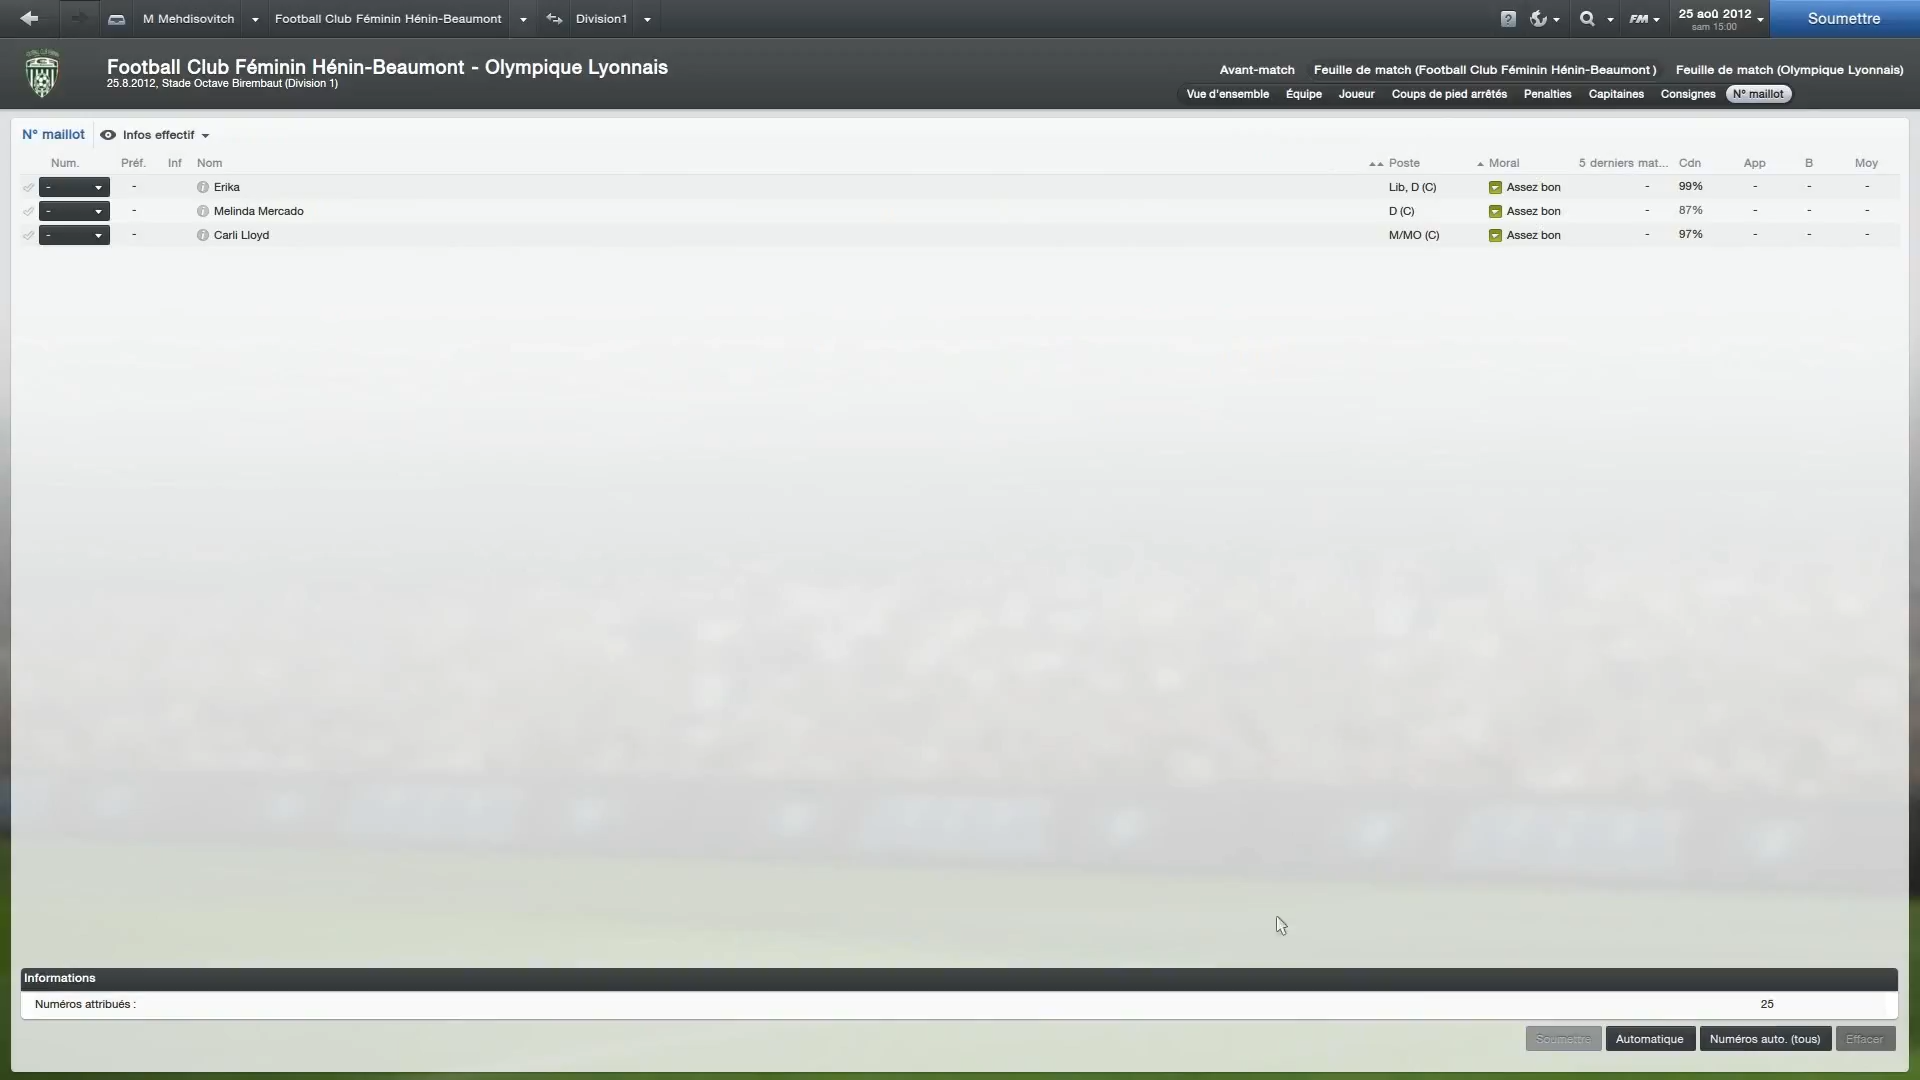 M Mehdisovitch Football Club Féminin Hénin-Beaumont Division1 ? FM 25 aoû 2012 Soumettre
sam 15:00
Football Club Féminin Hénin-Beaumont - Olympique Lyonnais
25.8.2012, Stade Octave Birembaut (Division 1)
Avant-match Feuille de match (Football Club Féminin Hénin-Beaumont ) Feuille de match (Olympique Lyonnais)
Vue d'ensemble Équipe Joueur Coups de pied arrêtés Penalties Capitaines Consignes N° maillot
N° maillot Infos effectif
Num. Préf. Inf Nom Poste Moral 5 derniers mat... Cdn App B Moy
- - Erika Lib, D (C) Assez bon - 99% - - -
- - Melinda Mercado D (C) Assez bon - 87% - - -
- - Carli Lloyd M/MO (C) Assez bon - 97% - - -
Informations
Numéros attribués : 25
Soumettre Automatique Numéros auto. (tous) Effacer